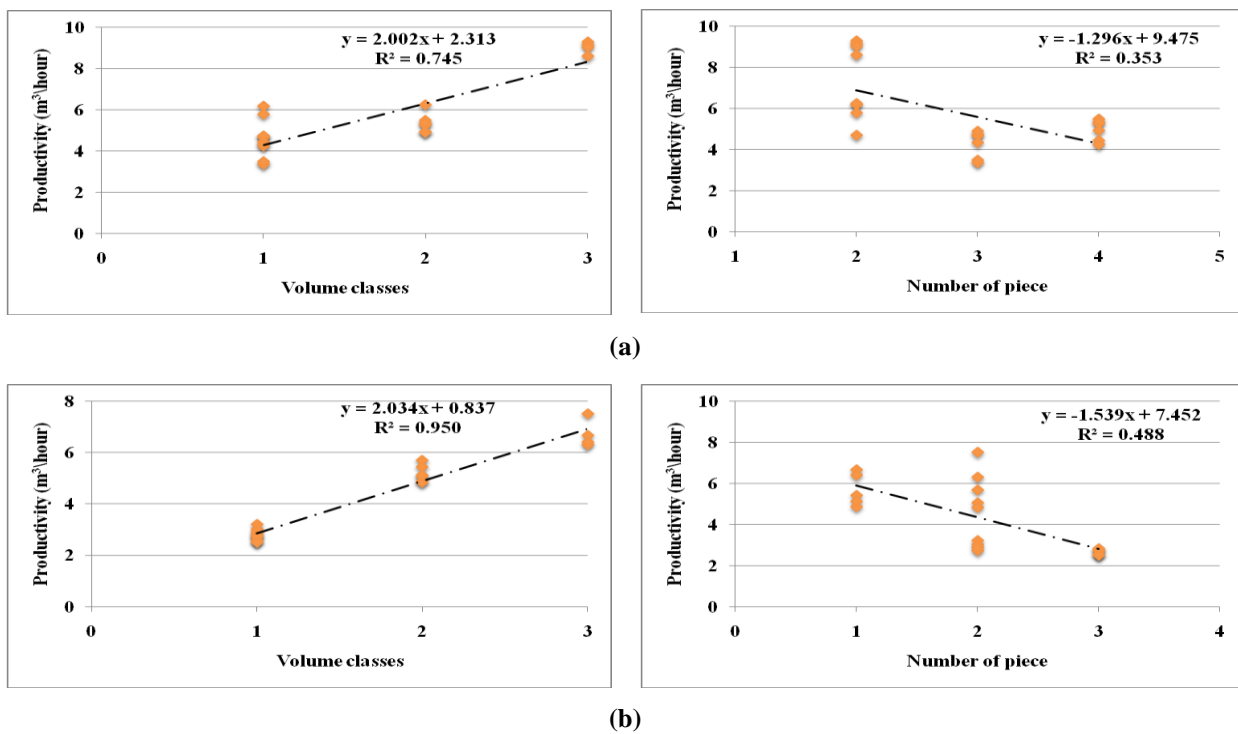 y = 2.002x + 2.313
R² = 0.745
Productivity (m³\hour)
10
8
6
4
2
0
0 1 2 3
Volume classes
y = -1.296x + 9.475
R² = 0.353
Productivity (m³\hour)
10
8
6
4
2
0
1 2 3 4 5
Number of piece
(a)
y = 2.034x + 0.837
R² = 0.950
Productivity (m³\hour)
8
6
4
2
0
0 1 2 3
Volume classes
y = -1.539x + 7.452
R² = 0.488
Productivity (m³\hour)
10
8
6
4
2
0
0 1 2 3 4
Number of piece
(b)